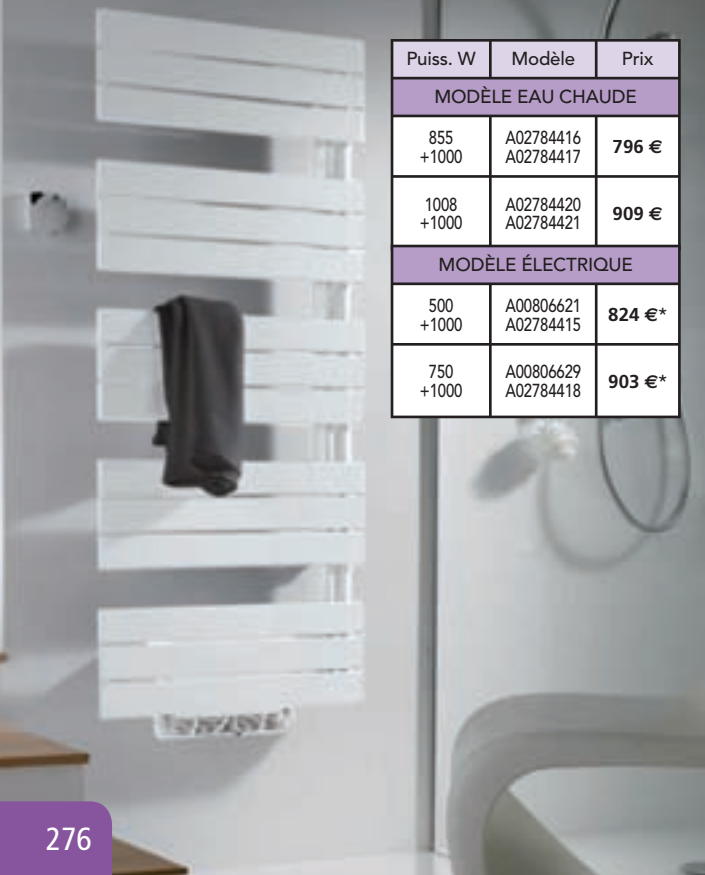 Puiss. W Modèle Prix
MODÈLE EAU CHAUDE
855 A02784416 796 €
+1000 A02784417
1008 A02784420 909 €
+1000 A02784421
MODÈLE ÉLECTRIQUE
500 A00806621 824 €*
+1000 A02784415
750 A00806629 903 €*
+1000 A02784418
276